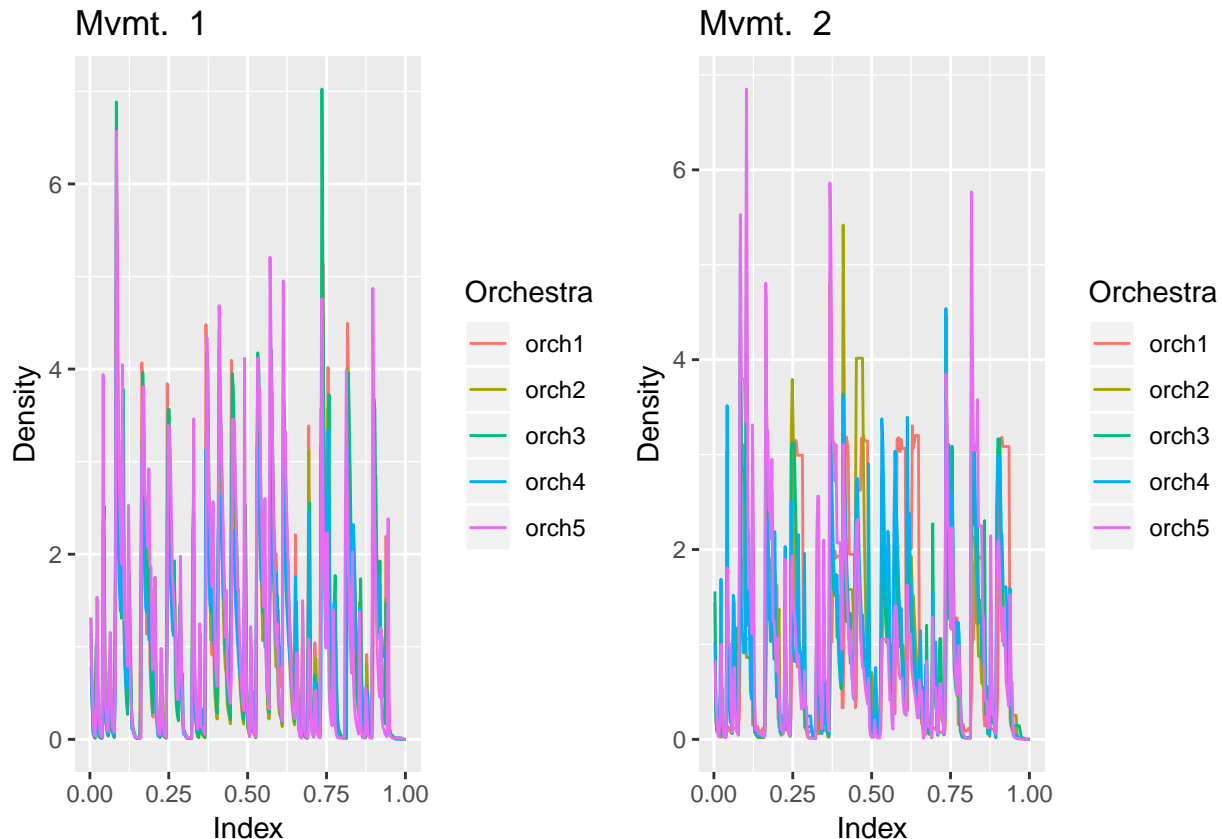 Mvmt.  1
Density
6
4
2
0
0.00 0.25 0.50 0.75 1.00
Index
Orchestra
orch1
orch2
orch3
orch4
orch5
Mvmt.  2
Density
6
4
2
0
0.00 0.25 0.50 0.75 1.00
Index
Orchestra
orch1
orch2
orch3
orch4
orch5